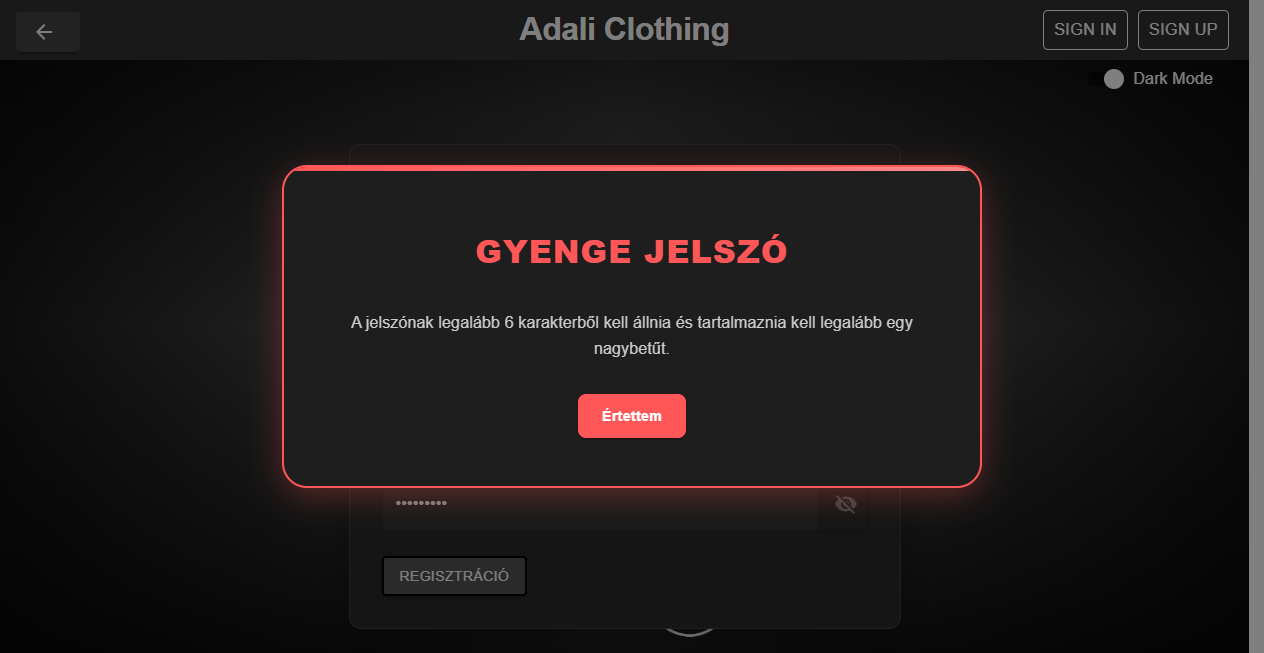 Adali Clothing
SIGN IN
SIGN UP
Dark Mode
GYENGE JELSZÓ
A jelszónak legalább 6 karakterből kell állnia és tartalmaznia kell legalább egy
nagybetűt.
Értettem
•••••••••
REGISZTRÁCIÓ